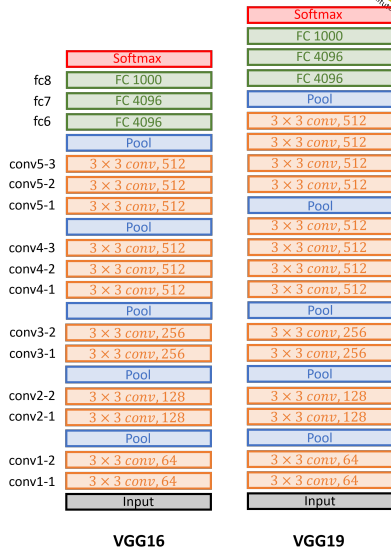 Softmax
fc8 FC 1000
fc7 FC 4096
fc6 FC 4096
Pool
conv5-3 3 × 3 conv, 512
conv5-2 3 × 3 conv, 512
conv5-1 3 × 3 conv, 512
Pool
conv4-3 3 × 3 conv, 512
conv4-2 3 × 3 conv, 512
conv4-1 3 × 3 conv, 512
Pool
conv3-2 3 × 3 conv, 256
conv3-1 3 × 3 conv, 256
Pool
conv2-2 3 × 3 conv, 128
conv2-1 3 × 3 conv, 128
Pool
conv1-2 3 × 3 conv, 64
conv1-1 3 × 3 conv, 64
Input
VGG16
Softmax
FC 1000
FC 4096
FC 4096
Pool
3 × 3 conv, 512
3 × 3 conv, 512
3 × 3 conv, 512
3 × 3 conv, 512
Pool
3 × 3 conv, 512
3 × 3 conv, 512
3 × 3 conv, 512
3 × 3 conv, 512
Pool
3 × 3 conv, 256
3 × 3 conv, 256
Pool
3 × 3 conv, 128
3 × 3 conv, 128
Pool
3 × 3 conv, 64
3 × 3 conv, 64
Input
VGG19